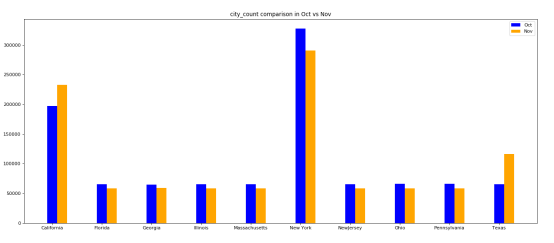 city_count comparison in Oct vs Nov
Oct
Nov
300000
250000
200000
150000
100000
50000
0
California Florida Georgia Illinois Massachusetts New York NewJersey Ohio Pennsylvania Texas